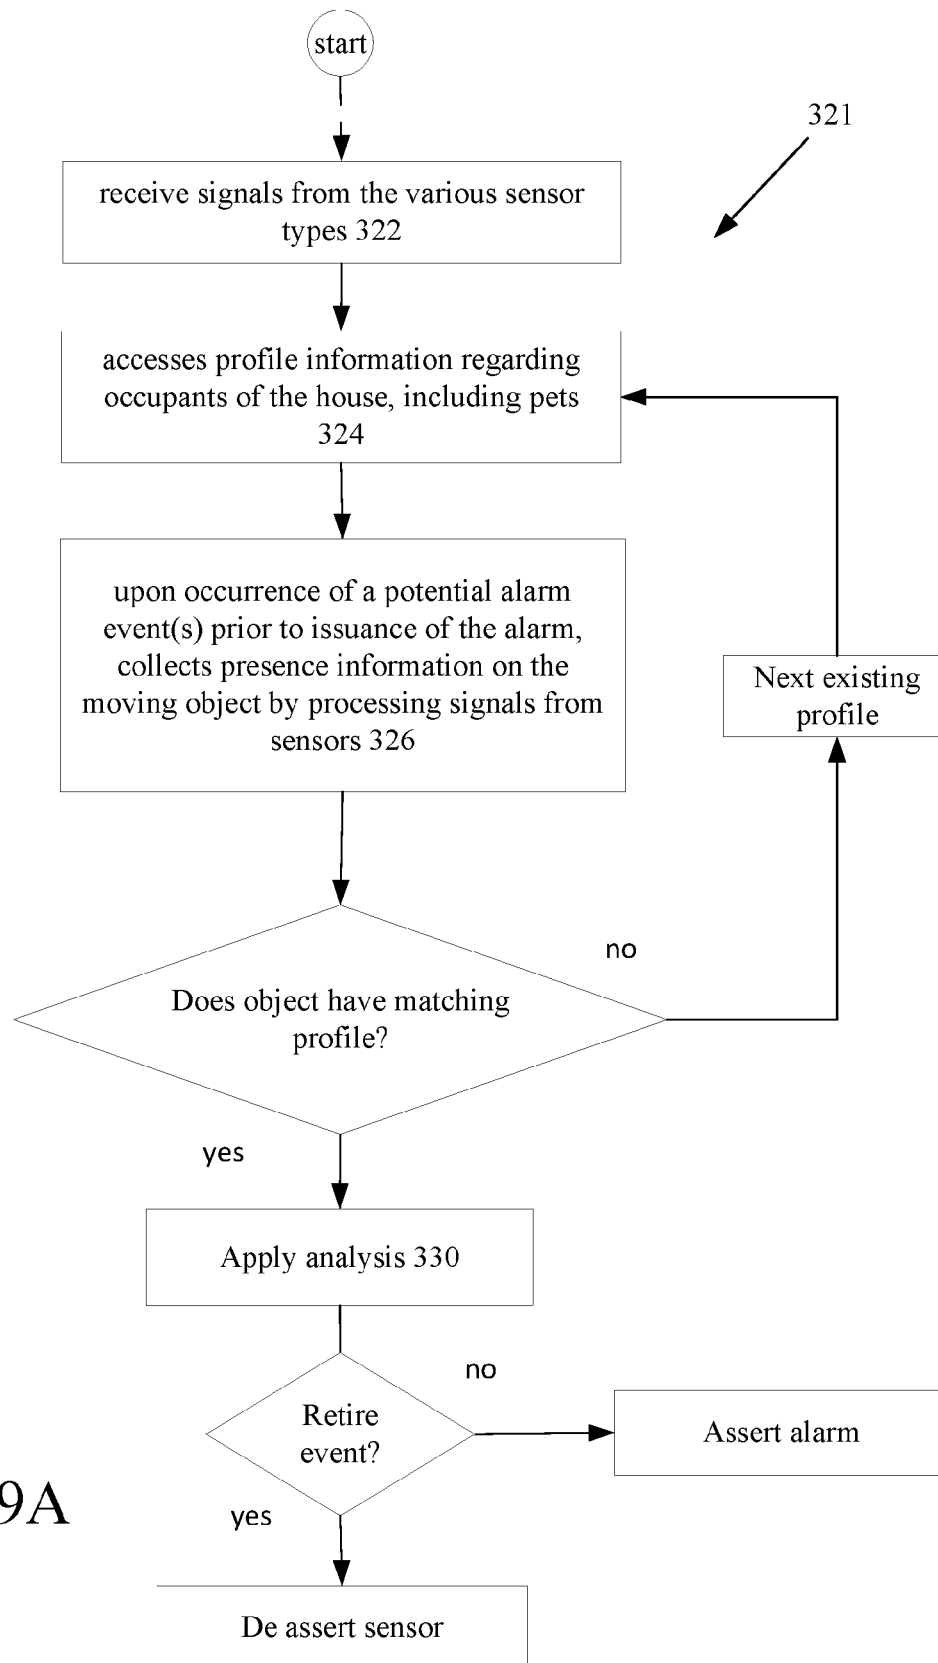 start
321
receive signals from the various sensor
types 322
accesses profile information regarding
occupants of the house, including pets
324
upon occurrence of a potential alarm
event(s) prior to issuance of the alarm,
collects presence information on the
moving object by processing signals from
sensors 326
Next existing
profile
no
Does object have matching
profile?
yes
Apply analysis 330
no
Retire
event?
Assert alarm
9A
yes
De assert sensor